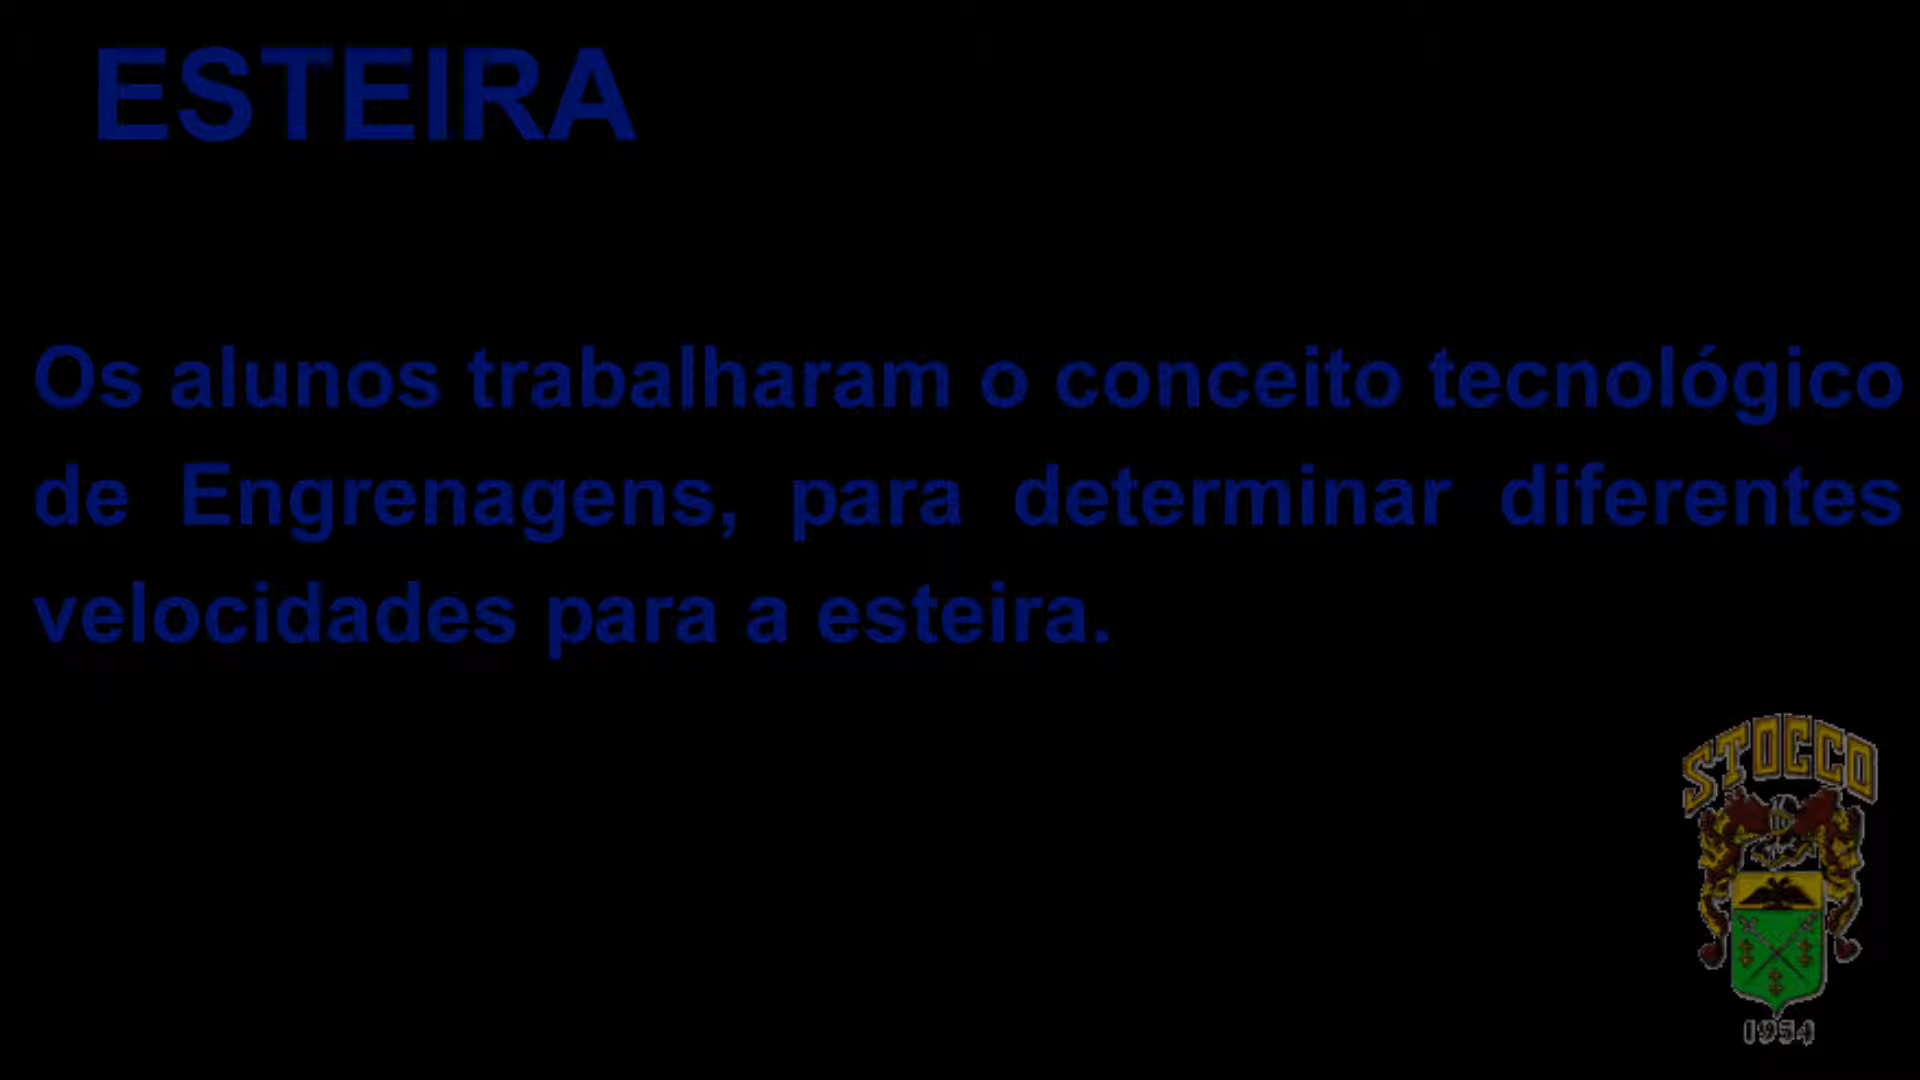 ESTEIRA
Os alunos trabalharam o conceito tecnológico
de Engrenagens, para determinar diferentes
velocidades para a esteira.
STOCCO
1954